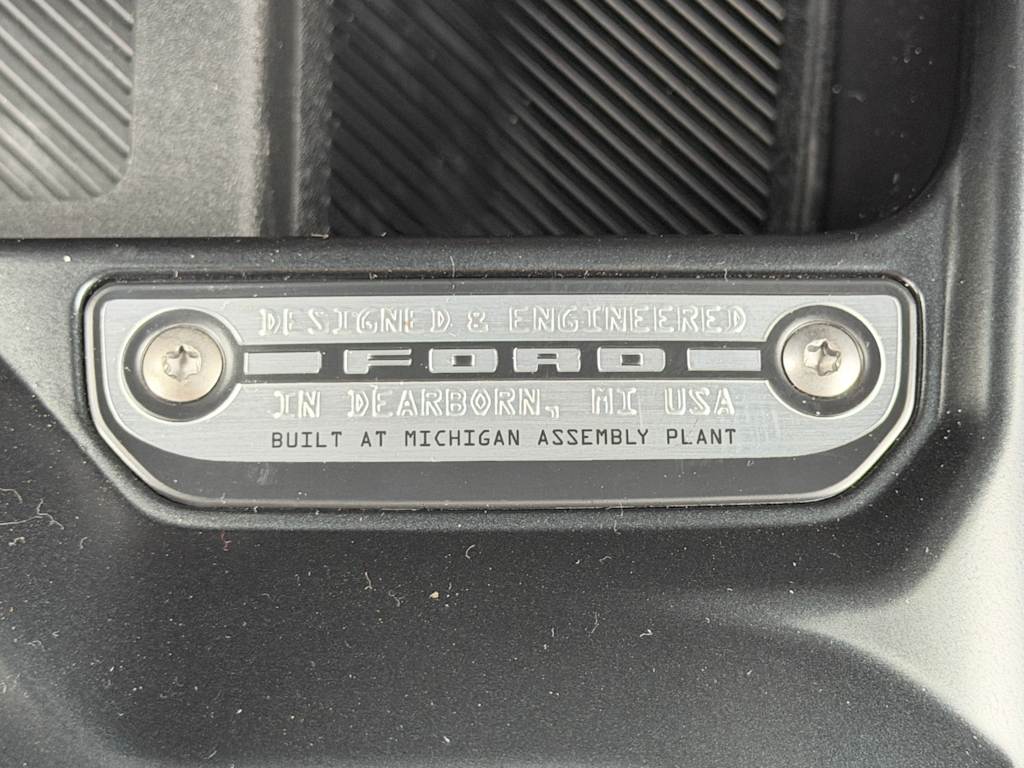 DESIGNED & ENGINEERED
FORD
IN DEARBORN, MI USA
BUILT AT MICHIGAN ASSEMBLY PLANT